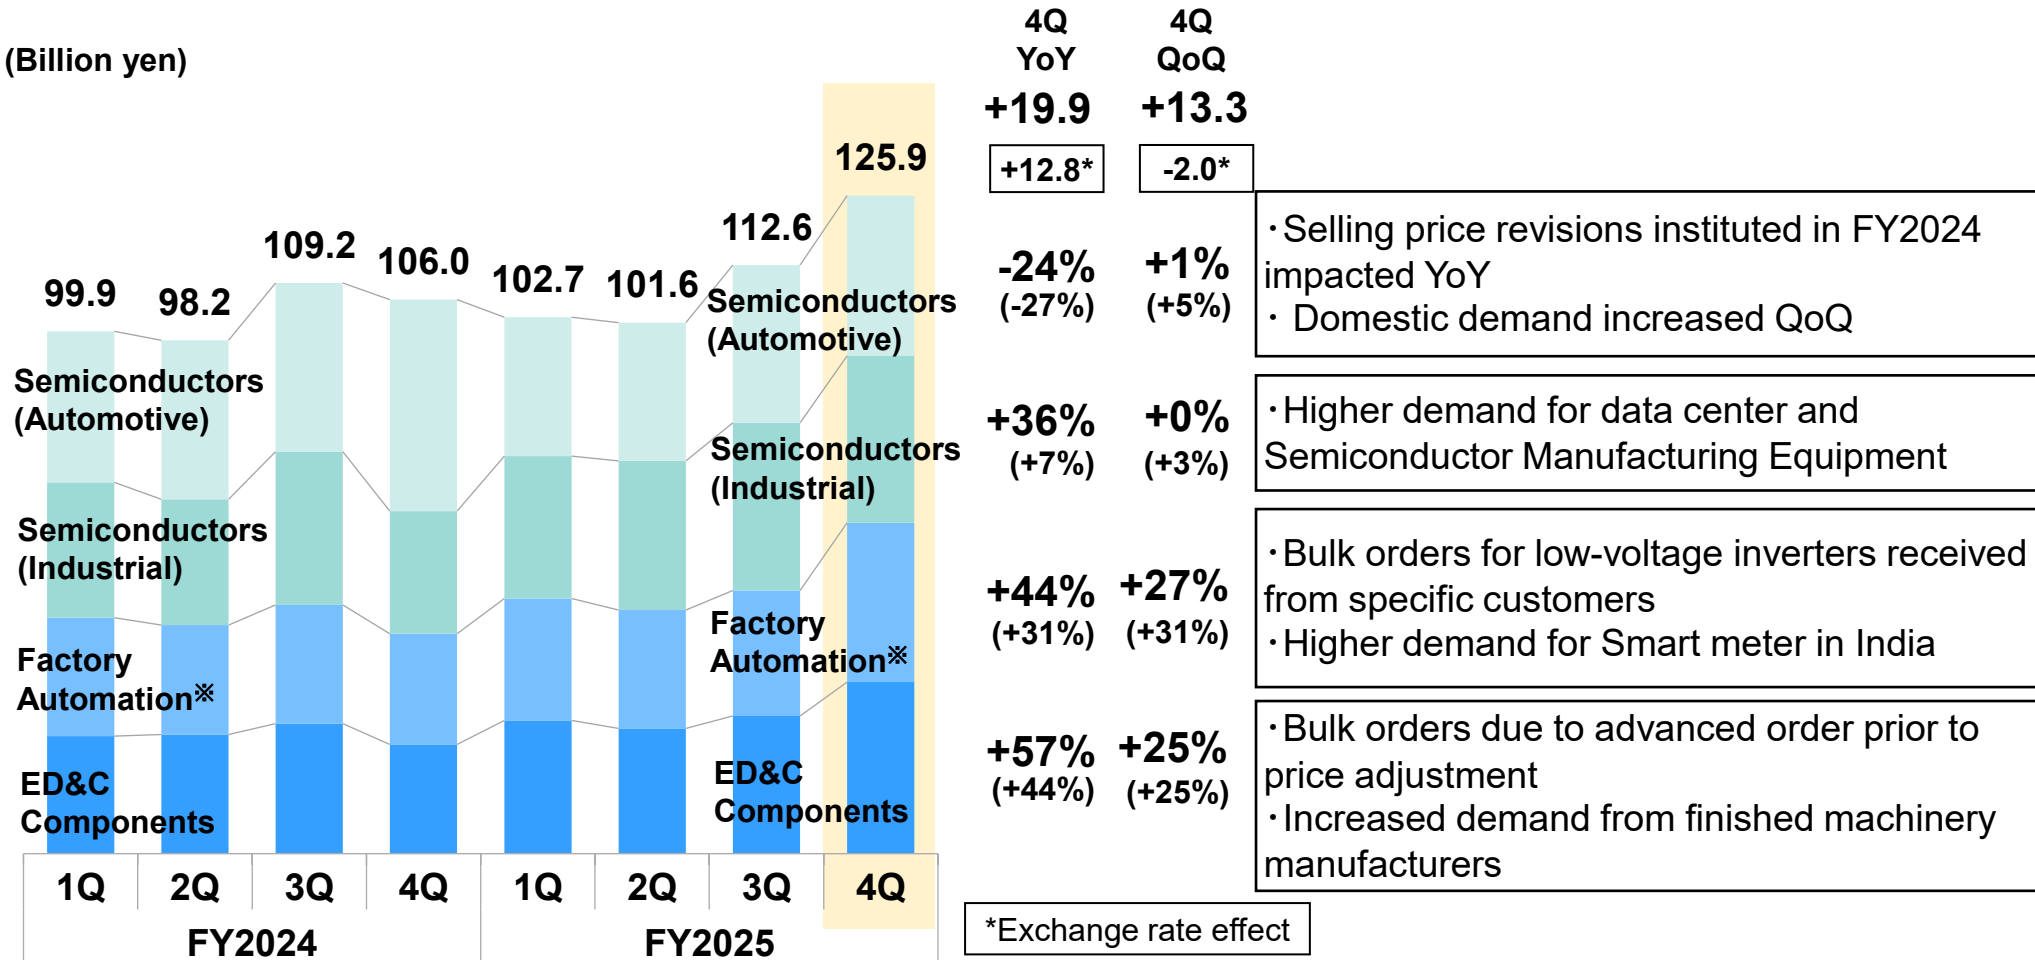 (Billion yen)
4Q
YoY
4Q
QoQ
+19.9
+13.3
+12.8*
-2.0*
99.9
98.2
109.2
106.0
102.7
101.6
112.6
125.9
Semiconductors
(Automotive)
Semiconductors
(Industrial)
Factory
Automation※
ED&C
Components
Semiconductors
(Automotive)
Semiconductors
(Industrial)
Factory
Automation※
ED&C
Components
-24%
(-27%)
+1%
(+5%)
・Selling price revisions instituted in FY2024
impacted YoY
・ Domestic demand increased QoQ
+36%
(+7%)
+0%
(+3%)
・Higher demand for data center and
Semiconductor Manufacturing Equipment
+44%
(+31%)
+27%
(+31%)
・Bulk orders for low-voltage inverters received
from specific customers
・Higher demand for Smart meter in India
+57%
(+44%)
+25%
(+25%)
・Bulk orders due to advanced order prior to
price adjustment
・Increased demand from finished machinery
manufacturers
1Q
2Q
3Q
4Q
1Q
2Q
3Q
4Q
FY2024
FY2025
*Exchange rate effect